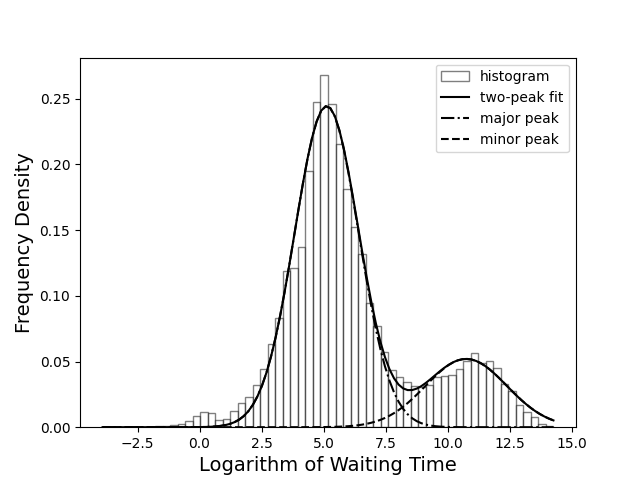 histogram
two-peak fit
major peak
minor peak
Frequency Density
0.25
0.20
0.15
0.10
0.05
0.00
−2.5 0.0 2.5 5.0 7.5 10.0 12.5 15.0
Logarithm of Waiting Time